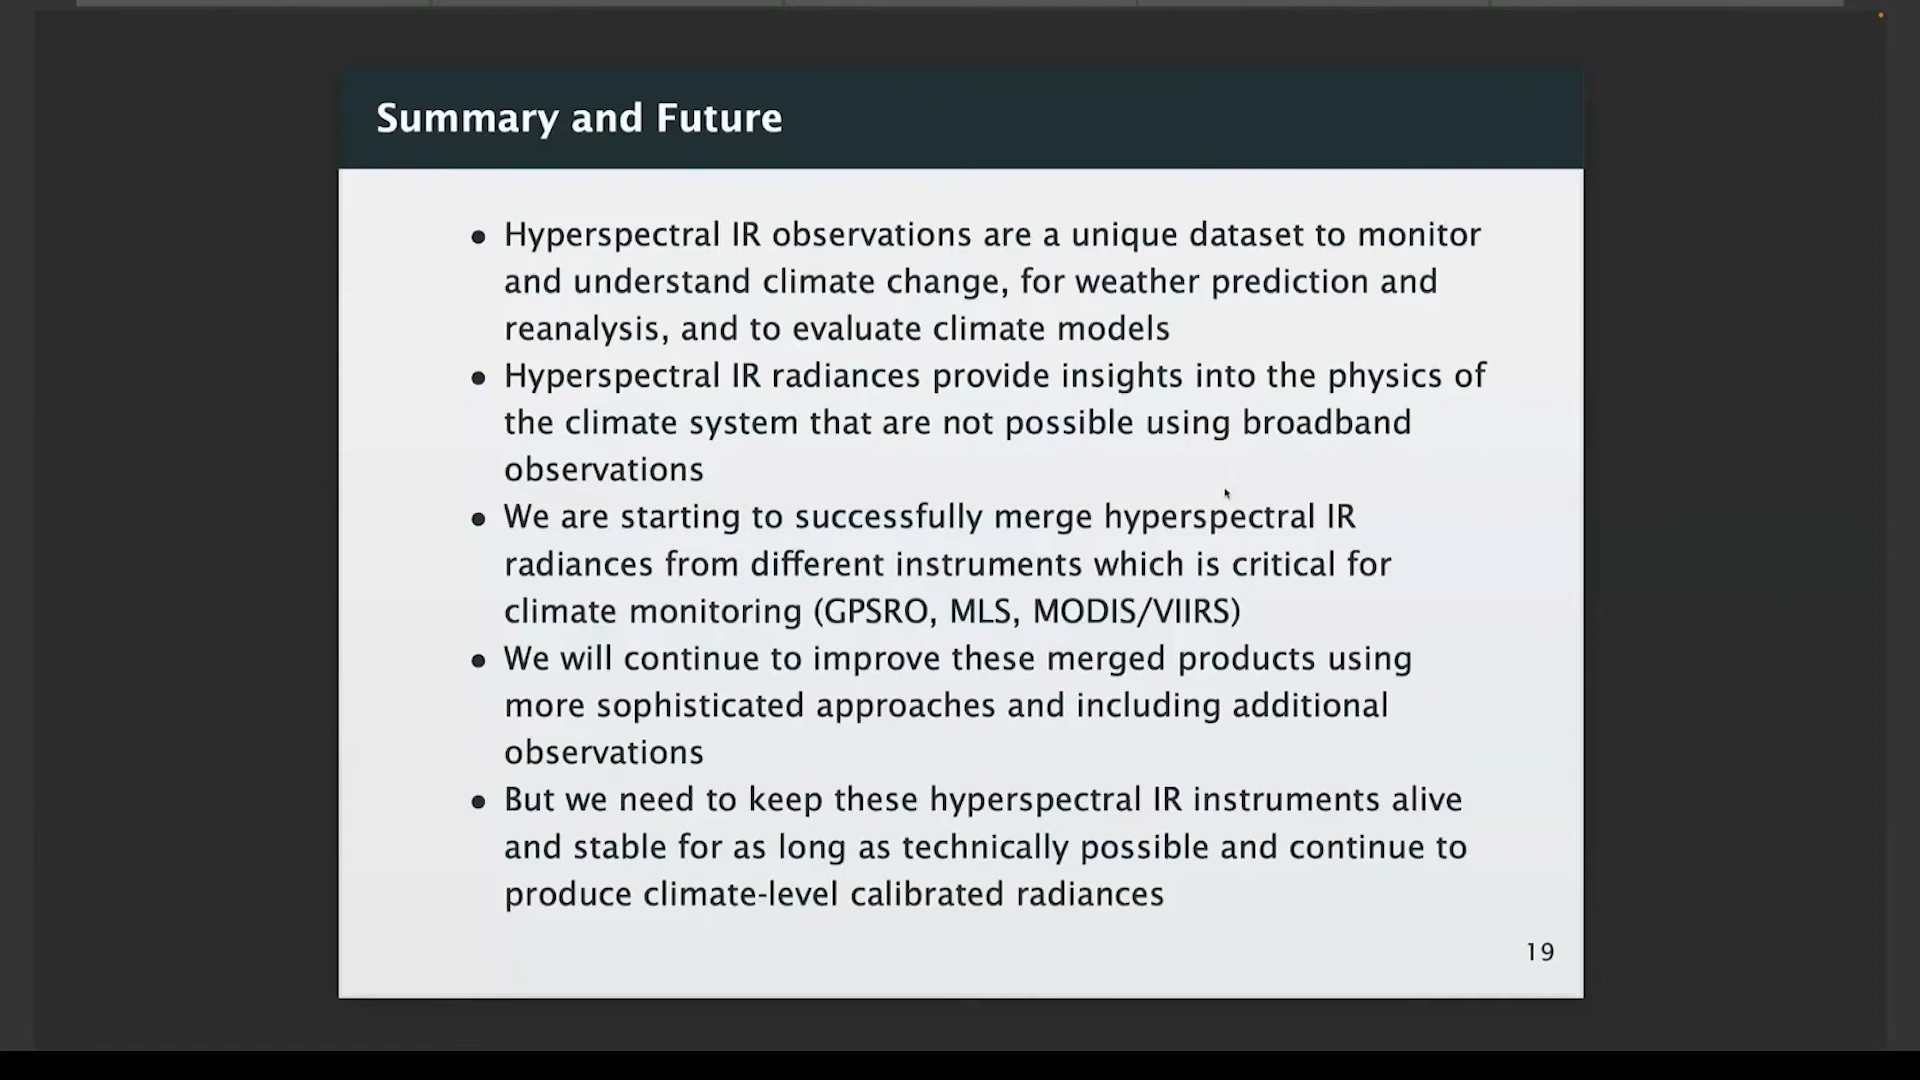 Summary and Future
• Hyperspectral IR observations are a unique dataset to monitor
and understand climate change, for weather prediction and
reanalysis, and to evaluate climate models
• Hyperspectral IR radiances provide insights into the physics of
the climate system that are not possible using broadband
observations
• We are starting to successfully merge hyperspectral IR
radiances from different instruments which is critical for
climate monitoring (GPSRO, MLS, MODIS/VIIRS)
• We will continue to improve these merged products using
more sophisticated approaches and including additional
observations
• But we need to keep these hyperspectral IR instruments alive
and stable for as long as technically possible and continue to
produce climate-level calibrated radiances
19